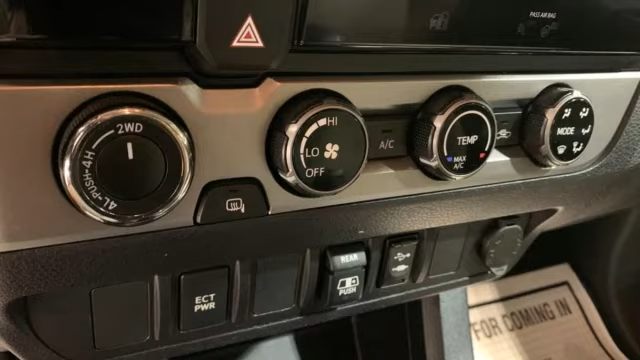 PASS AIR BAG
2WD
4L-PUSH-4H
HI
LO
OFF
A/C
TEMP
MAX
A/C
MODE
ECT
PWR
REAR
PUSH
FOR COMING IN